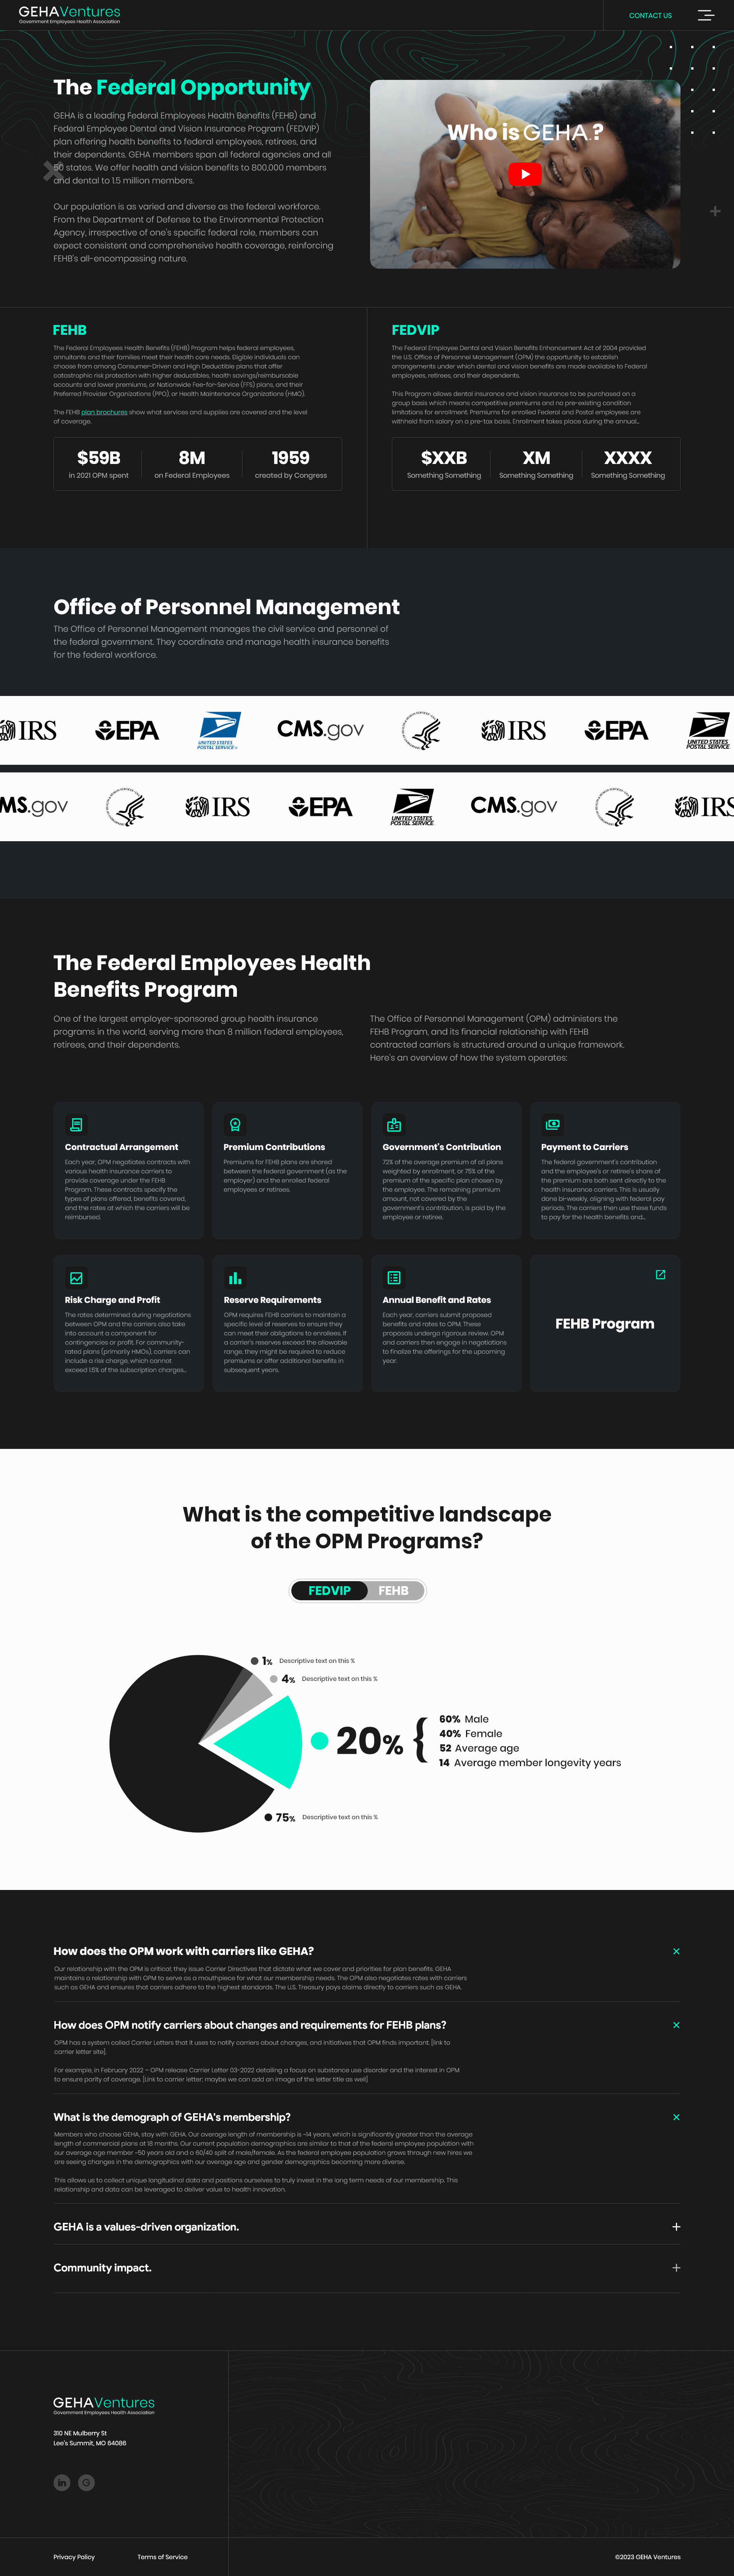 GEHAVentures
Government Employees Health Association
CONTACT US
The Federal Opportunity
GEHA is a leading Federal Employees Health Benefits (FEHB) and
Federal Employee Dental and Vision Insurance Program (FEDVIP)
plan offering health benefits to federal employees, retirees, and
their dependents. GEHA members span all federal agencies and all
50 states. We offer health and vision benefits to 800,000 members
and dental to 1.5 million members.
Our population is as varied and diverse as the federal workforce.
From the Department of Defense to the Environmental Protection
Agency, irrespective of one's specific federal role, members can
expect consistent and comprehensive health coverage, reinforcing
FEHB's all-encompassing nature.
Who is GEHA.?
FEHB
The Federal Employees Health Benefits (FEHB) Program helps federal employees,
annuitants and their families meet their health care needs. Eligible individuals can
choose from among Consumer-Driven and High Deductible plans that offer
catastrophic risk protection with higher deductibles, health savings/reimbursable
accounts and lower premiums, or Nationwide Fee-for-Service (FFS) plans, and their
Preferred Provider Organizations (PPO), or Health Maintenance Organizations (HMO).
The FEHB plan brochures show what services and supplies are covered and the level
of coverage.
$59B
in 2021 OPM spent
8M
on Federal Employees
1959
created by Congress
FEDVIP
The Federal Employee Dental and Vision Benefits Enhancement Act of 2004 provided
the U.S. Office of Personnel Management (OPM) the opportunity to establish
arrangements under which dental and vision benefits are made available to Federal
employees, retirees, and their dependents.
This Program allows dental insurance and vision insurance to be purchased on a
group basis which means competitive premiums and no pre-existing condition
limitations for enrollment. Premiums for enrolled Federal and Postal employees are
withheld from salary on a pre-tax basis. Enrollment takes place during the annual...
$XXB
Something Something
XM
Something Something
XXXX
Something Something
Office of Personnel Management
The Office of Personnel Management manages the civil service and personnel of
the federal government. They coordinate and manage health insurance benefits
for the federal workforce.
IRS
EPA
UNITED STATES
POSTAL SERVICE
CMS.gov
IRS
EPA
UNITED STATES
POSTAL SERVICE
MS.gov
IRS
EPA
UNITED STATES
POSTAL SERVICE
CMS.gov
IRS
The Federal Employees Health
Benefits Program
One of the largest employer-sponsored group health insurance
programs in the world, serving more than 8 million federal employees,
retirees, and their dependents.
The Office of Personnel Management (OPM) administers the
FEHB Program, and its financial relationship with FEHB
contracted carriers is structured around a unique framework.
Here's an overview of how the system operates:
Contractual Arrangement
Each year, OPM negotiates contracts with
various health insurance carriers to
provide coverage under the FEHB
Program. These contracts specify the
types of plans offered, benefits covered,
and the rates at which the carriers will be
reimbursed.
Premium Contributions
Premiums for FEHB plans are shared
between the federal government (as the
employer) and the enrolled federal
employees or retirees.
Government's Contribution
72% of the average premium of all plans
weighted by enrollment, or 75% of the
premium of the specific plan chosen by
the employee. The remaining premium
amount, not covered by the
government's contribution, is paid by the
employee or retiree.
Payment to Carriers
The federal government's contribution
and the employee's or retiree's share of
the premium are both sent directly to the
health insurance carriers. This is usually
done bi-weekly, aligning with federal pay
periods. The carriers then use these funds
to pay for the health benefits and...
Risk Charge and Profit
The rates determined during negotiations
between OPM and the carriers also take
into account a component for
contingencies or profit. For community-
rated plans (primarily HMOs), carriers can
include a risk charge, which cannot
exceed 1.5% of the subscription charges...
Reserve Requirements
OPM requires FEHB carriers to maintain a
specific level of reserves to ensure they
can meet their obligations to enrollees. If
a carrier's reserves exceed the allowable
range, they might be required to reduce
premiums or offer additional benefits in
subsequent years.
Annual Benefit and Rates
Each year, carriers submit proposed
benefits and rates to OPM. These
proposals undergo rigorous review. OPM
and carriers then engage in negotiations
to finalize the offerings for the upcoming
year.
FEHB Program
What is the competitive landscape
of the OPM Programs?
FEDVIP
FEHB
1% Descriptive text on this %
4% Descriptive text on this %
20%
60% Male
40% Female
52 Average age
14 Average member longevity years
75% Descriptive text on this %
How does the OPM work with carriers like GEHA?
Our relationship with the OPM is critical: they issue Carrier Directives that dictate what we cover and priorities for plan benefits. GEHA
maintains a relationship with OPM to serve as a mouthpiece for what our membership needs. The OPM also negotiates rates with carriers
such as GEHA and ensures that carriers adhere to the highest standards. The U.S. Treasury pays claims directly to carriers such as GEHA.
How does OPM notify carriers about changes and requirements for FEHB plans?
OPM has a system called Carrier Letters that it uses to notify carriers about changes, and initiatives that OPM finds important. [link to
carrier letter site].
For example, in February 2022 – OPM release Carrier Letter 03-2022 detailing a focus on substance use disorder and the interest in OPM
to ensure parity of coverage. [Link to carrier letter; maybe we can add an image of the letter title as well]
What is the demograph of GEHA's membership?
Members who choose GEHA, stay with GEHA. Our average length of membership is ~14 years, which is significantly greater than the average
length of commercial plans at 18 months. Our current population demographics are similar to that of the federal employee population with
our average age member ~50 years old and a 60/40 split of male/female. As the federal employee population grows through new hires we
are seeing changes in the demographics with our average age and gender demographics becoming more diverse.
This allows us to collect unique longitudinal data and positions ourselves to truly invest in the long term needs of our membership. This
relationship and data can be leveraged to deliver value to health innovation.
GEHA is a values-driven organization.
Community impact.
GEHAVentures
Government Employees Health Association
310 NE Mulberry St
Lee's Summit, MO 64086
in
G
Privacy Policy
Terms of Service
©2023 GEHA Ventures